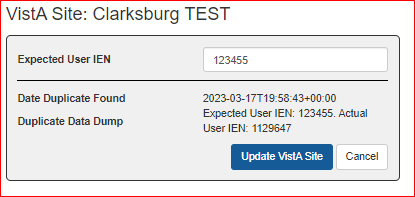 VistA Site: Clarksburg TEST
Expected User IEN 123455
Date Duplicate Found 2023-03-17T19:58:43+00:00
Duplicate Data Dump Expected User IEN: 123455. Actual
User IEN: 1129647
Update VistA Site Cancel